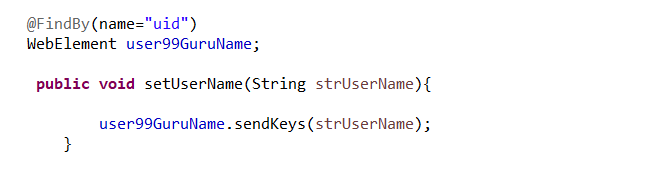 @FindBy(name="uid")
WebElement user99GuruName;
public void setUserName(String strUserName){
user99GuruName.sendKeys(strUserName);
}